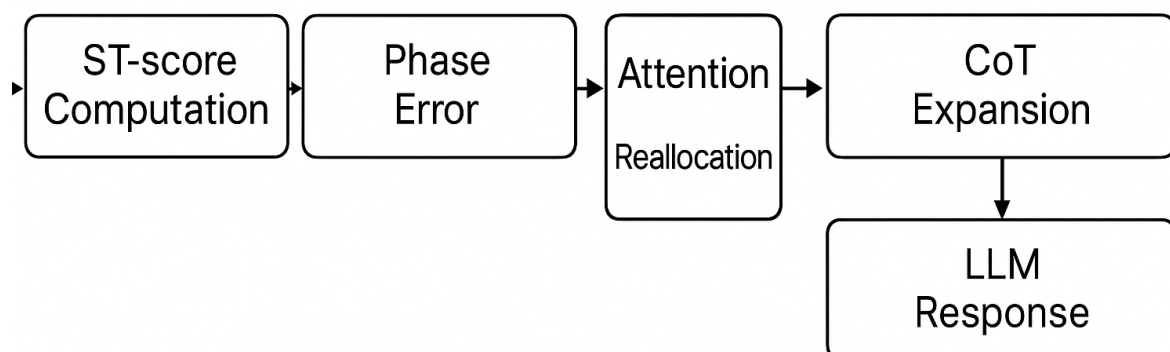 ST-score
Computation
Phase
Error
Attention
Reallocation
CoT
Expansion
LLM
Response